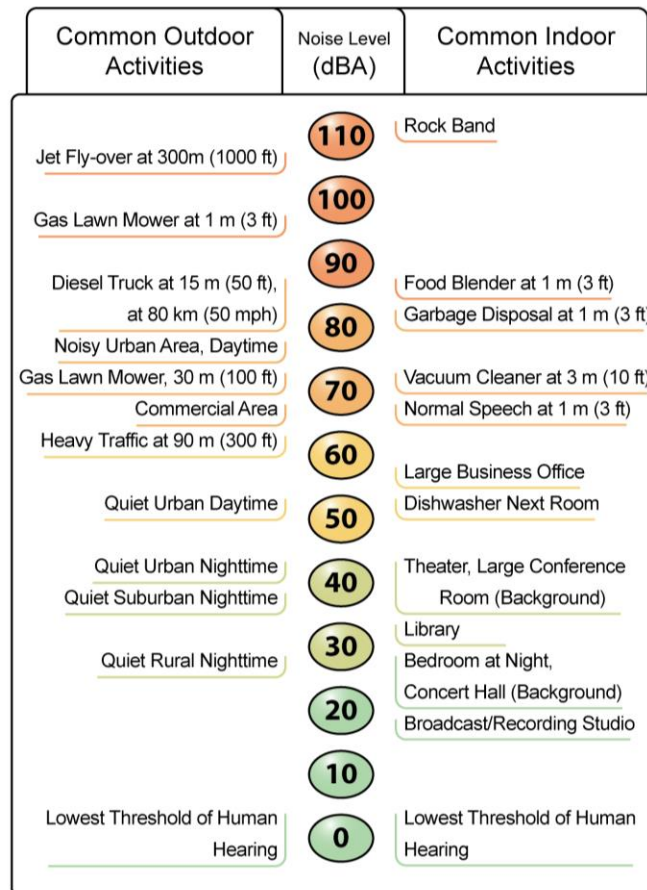 Common Outdoor
Activities
Noise Level
(dBA)
Common Indoor
Activities
110
Rock Band
Jet Fly-over at 300m (1000 ft)
100
Gas Lawn Mower at 1 m (3 ft)
90
Diesel Truck at 15 m (50 ft),
at 80 km (50 mph)
Food Blender at 1 m (3 ft)
80
Garbage Disposal at 1 m (3 ft)
Noisy Urban Area, Daytime
Gas Lawn Mower, 30 m (100 ft)
70
Vacuum Cleaner at 3 m (10 ft)
Commercial Area
Normal Speech at 1 m (3 ft)
Heavy Traffic at 90 m (300 ft)
60
Large Business Office
Quiet Urban Daytime
50
Dishwasher Next Room
Quiet Urban Nighttime
40
Theater, Large Conference
Room (Background)
Quiet Suburban Nighttime
30
Library
Quiet Rural Nighttime
Bedroom at Night,
Concert Hall (Background)
20
Broadcast/Recording Studio
10
Lowest Threshold of Human
Hearing
0
Lowest Threshold of Human
Hearing